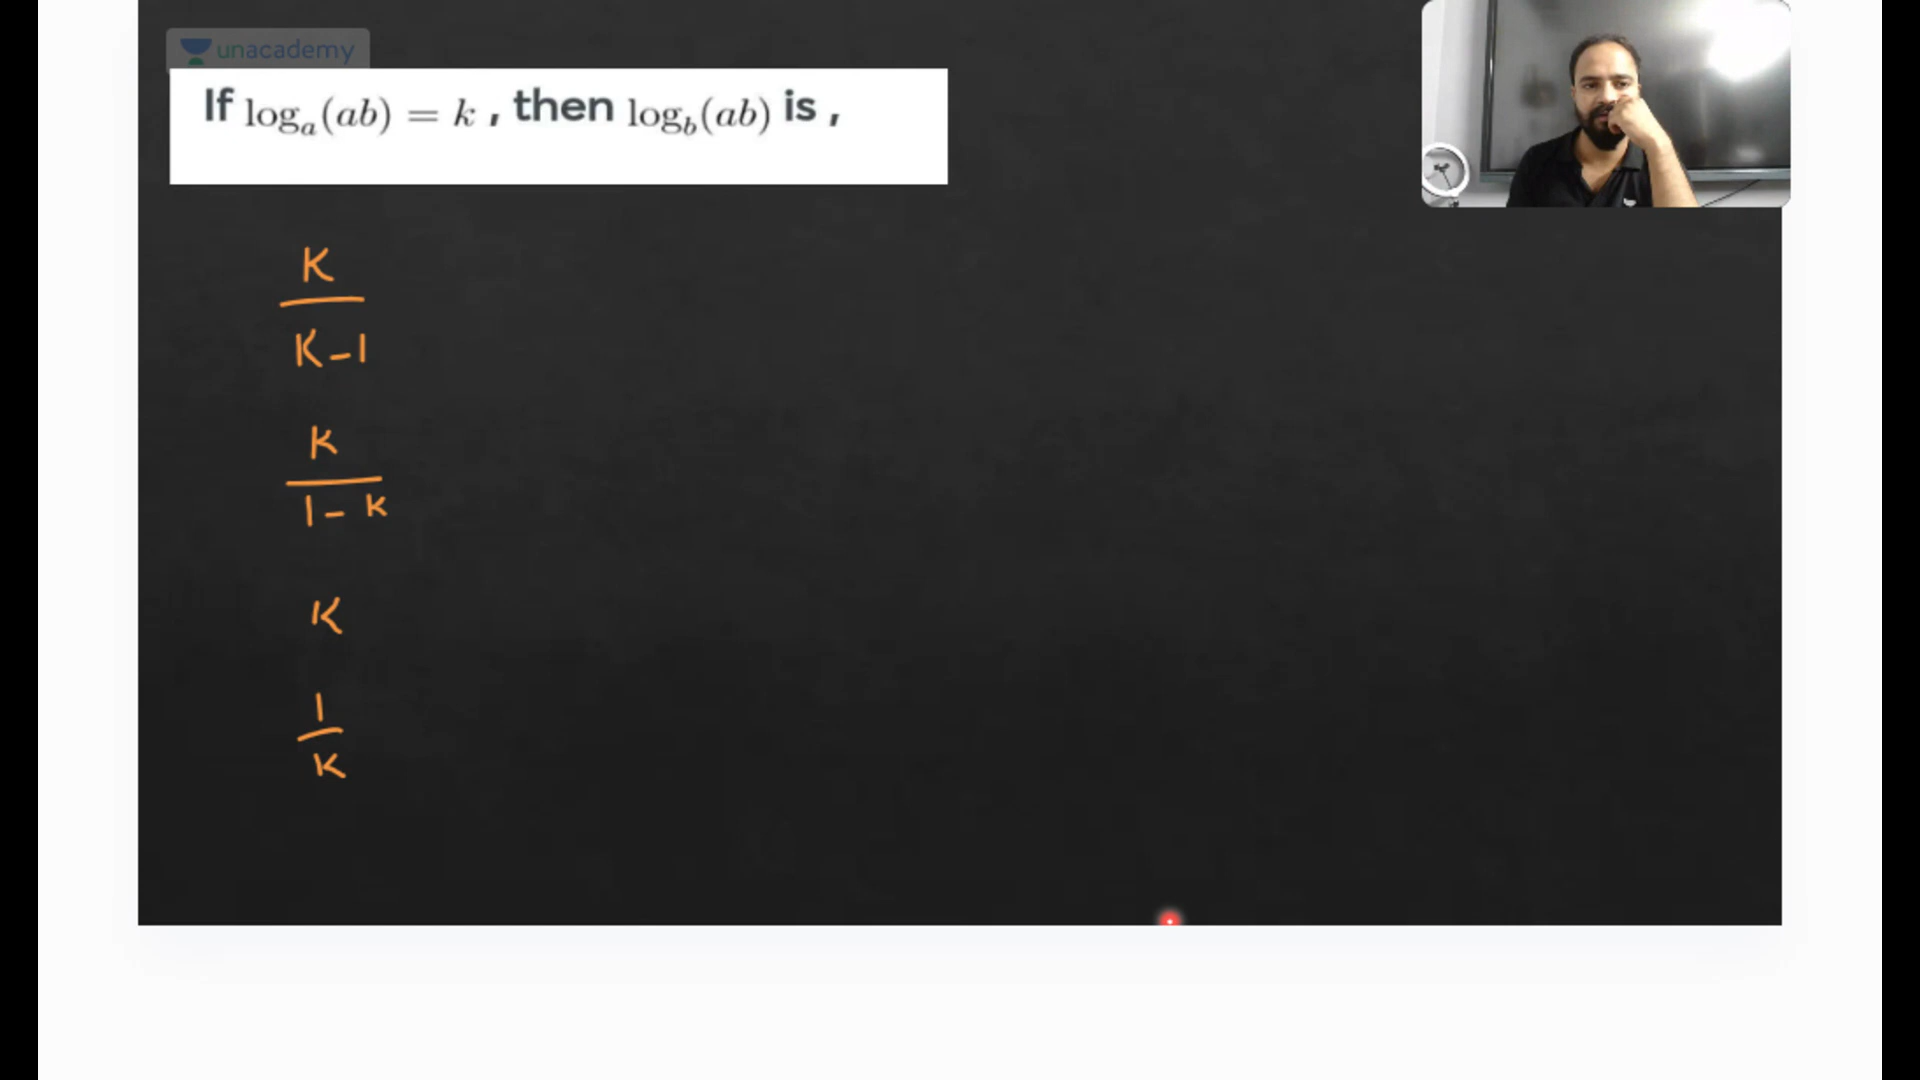 unacademy
If log_a(ab) = k , then log_b(ab) is ,
K
K-1
K
1-K
K
1
K